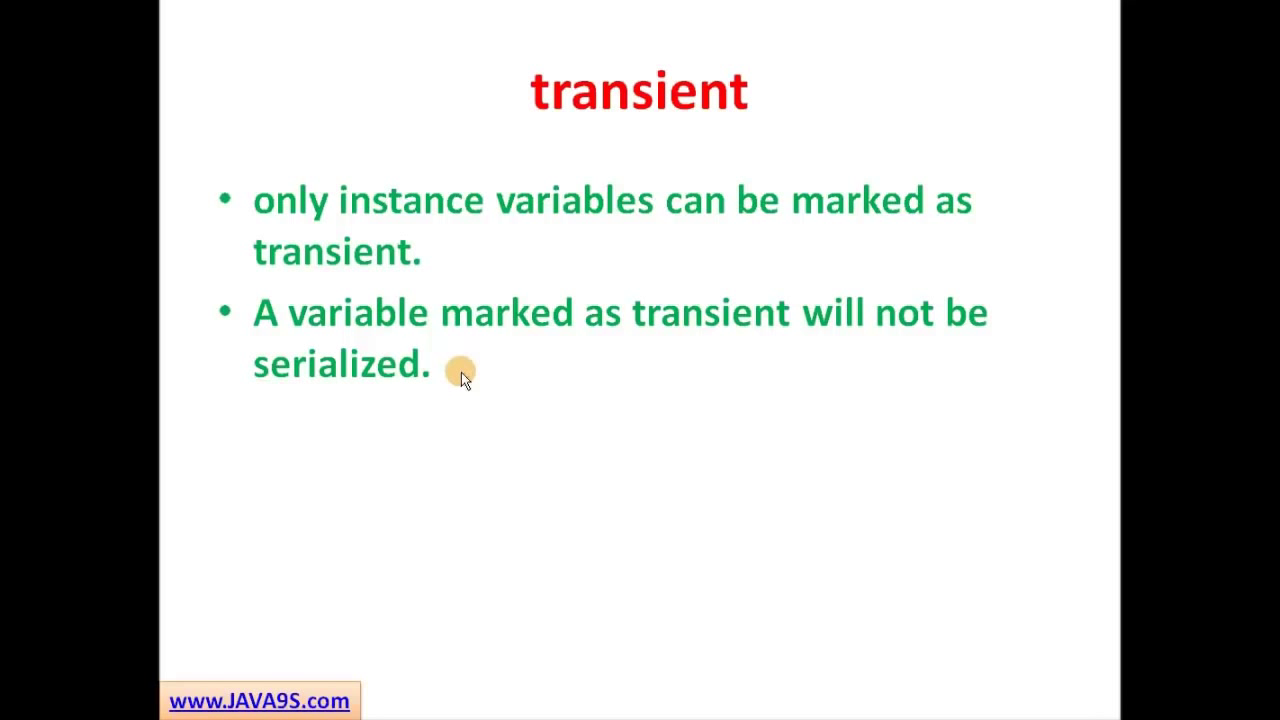 transient
• only instance variables can be marked as
transient.
• A variable marked as transient will not be
serialized.
www.JAVA9S.com